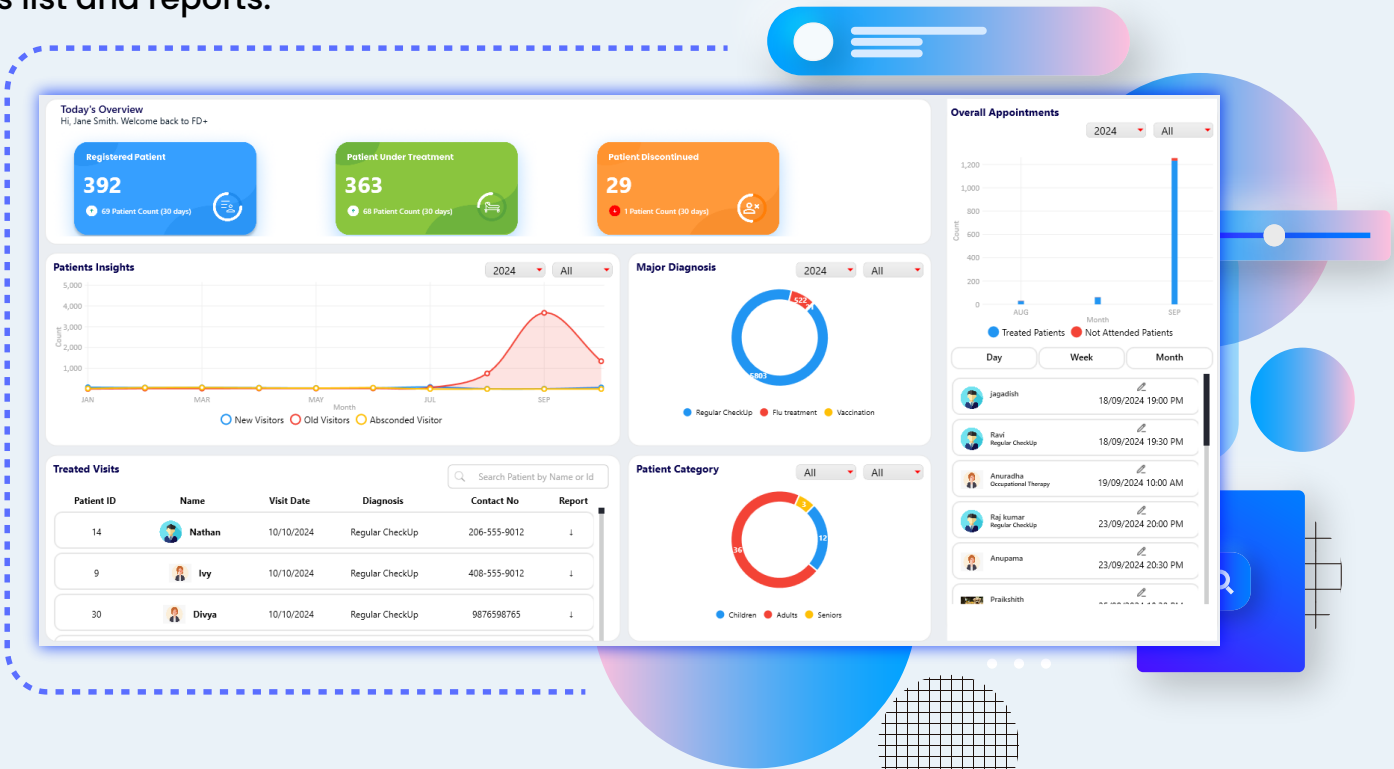 s list and reports.
Today's Overview
Hi, Jane Smith. Welcome back to FD+
Registered Patient
392
69 Patient Count (30 days)
Patient Under Treatment
363
68 Patient Count (30 days)
Patient Discontinued
29
1 Patient Count (30 days)
Patients Insights
2024 All
5,000
4,000
3,000
2,000
1,000
Count
JAN MAR MAY JUL SEP
Month
New Visitors Old Visitors Absconded Visitor
Major Diagnosis
2024 All
522
5803
Regular CheckUp Flu treatment Vaccination
Treated Visits
Search Patient by Name or Id
Patient ID Name Visit Date Diagnosis Contact No Report
14 Nathan 10/10/2024 Regular CheckUp 206-555-9012 ↓
9 Ivy 10/10/2024 Regular CheckUp 408-555-9012 ↓
30 Divya 10/10/2024 Regular CheckUp 9876598765 ↓
Patient Category
All All
3
12
36
Children Adults Seniors
Overall Appointments
2024 All
1,200
1,000
800
600
400
200
0
Count
AUG SEP
Month
Treated Patients Not Attended Patients
Day Week Month
jagadish
18/09/2024 19:00 PM
Ravi
Regular CheckUp
18/09/2024 19:30 PM
Anuradha
Occupational Therapy
19/09/2024 10:00 AM
Raj kumar
Regular CheckUp
23/09/2024 20:00 PM
Anupama
23/09/2024 20:30 PM
Praikshith